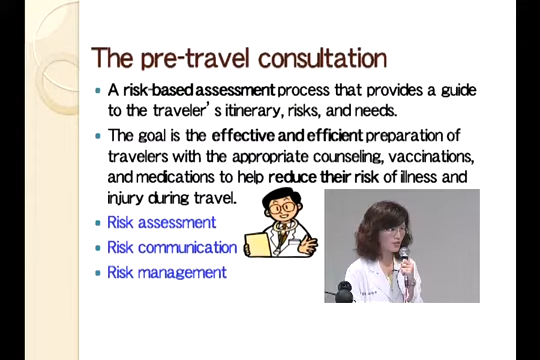 The pre-travel consultation
A risk-based assessment process that provides a guide
to the traveler's itinerary, risks, and needs.
The goal is the effective and efficient preparation of
travelers with the appropriate counseling, vaccinations,
and medications to help reduce their risk of illness and
injury during travel.
Risk assessment
Risk communication
Risk management